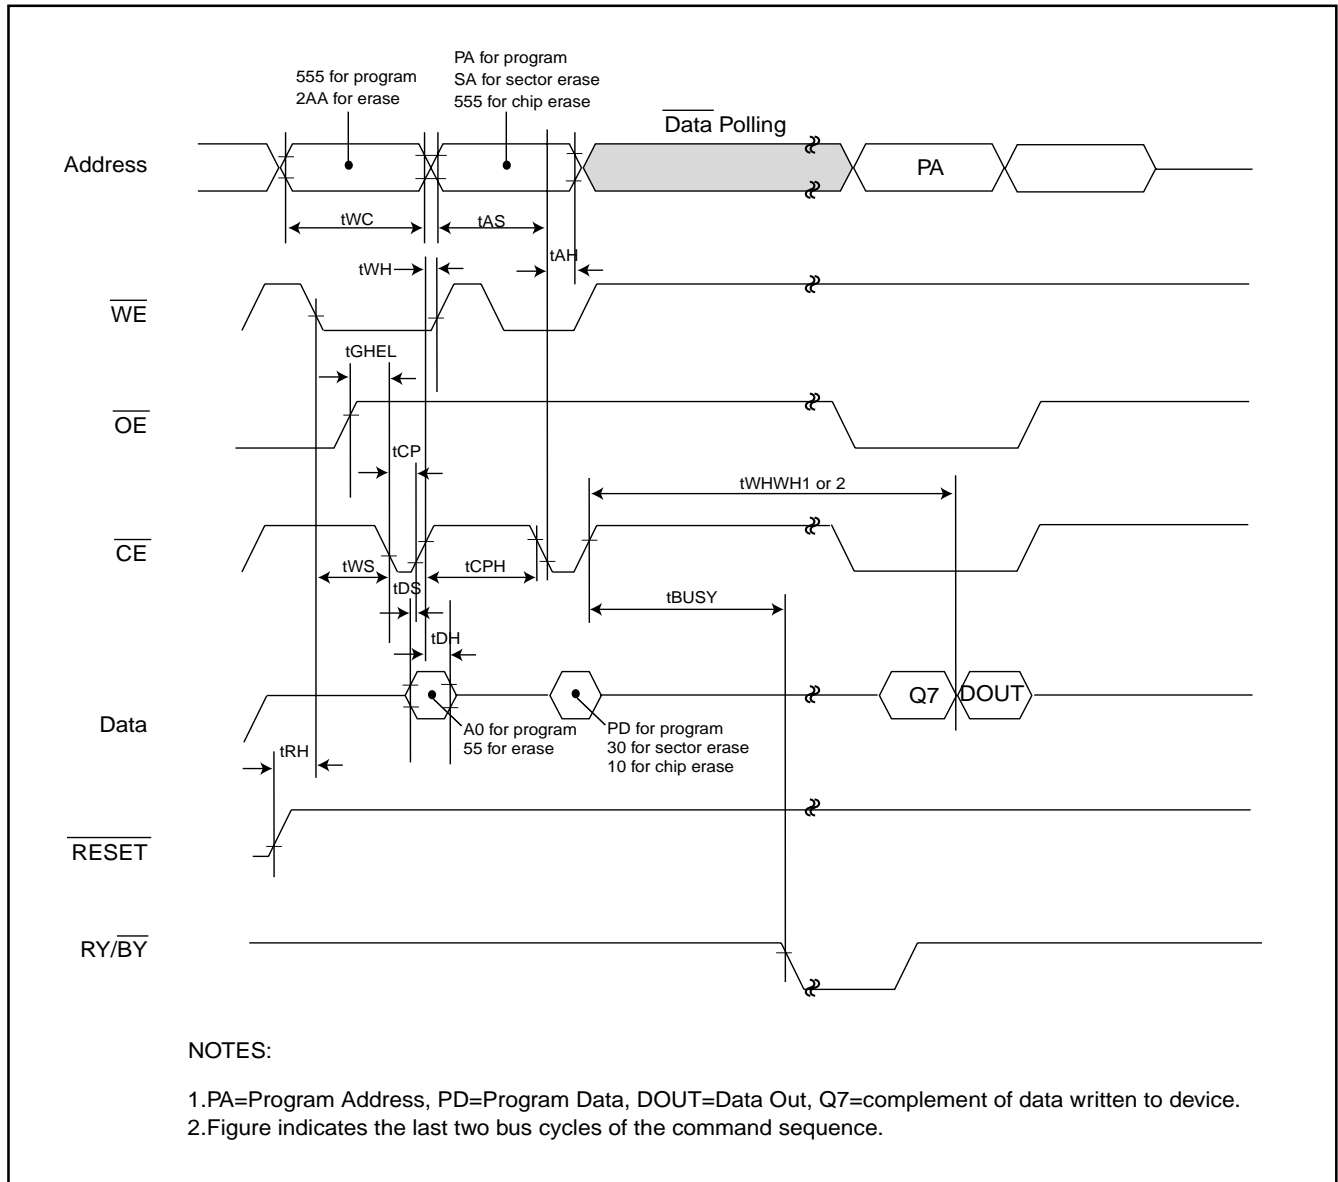 555 for program
2AA for erase
PA for program
SA for sector erase
555 for chip erase
Data Polling
Address
PA
tWC
tAS
tAH
tWH
WE
tGHEL
OE
tCP
tWHWH1 or 2
CE
tWS
tCPH
tDS
tBUSY
tDH
Q7
DOUT
Data
A0 for program
55 for erase
PD for program
30 for sector erase
10 for chip erase
tRH
RESET
RY/BY
NOTES:
1.PA=Program Address, PD=Program Data, DOUT=Data Out, Q7=complement of data written to device.
2.Figure indicates the last two bus cycles of the command sequence.